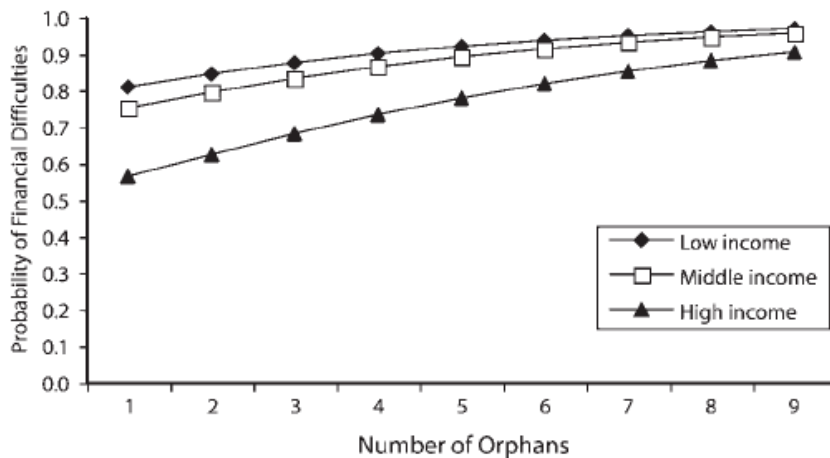 Probability of Financial Difficulties
1.0
0.9
0.8
0.7
0.6
0.5
0.4
0.3
0.2
0.1
0.0
Low income
Middle income
High income
1 2 3 4 5 6 7 8 9
Number of Orphans